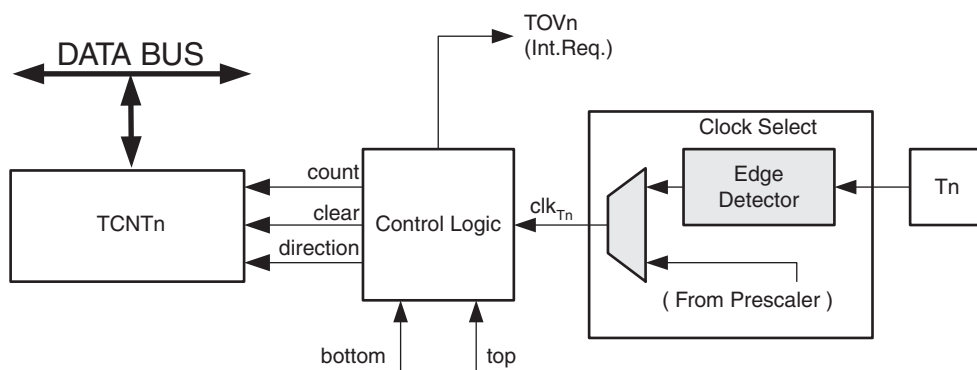 TOVn
(Int.Req.)
DATA BUS
Clock Select
count
Edge
Detector
Tn
TCNTn
clear
Control Logic
clkTn
direction
( From Prescaler )
bottom
top